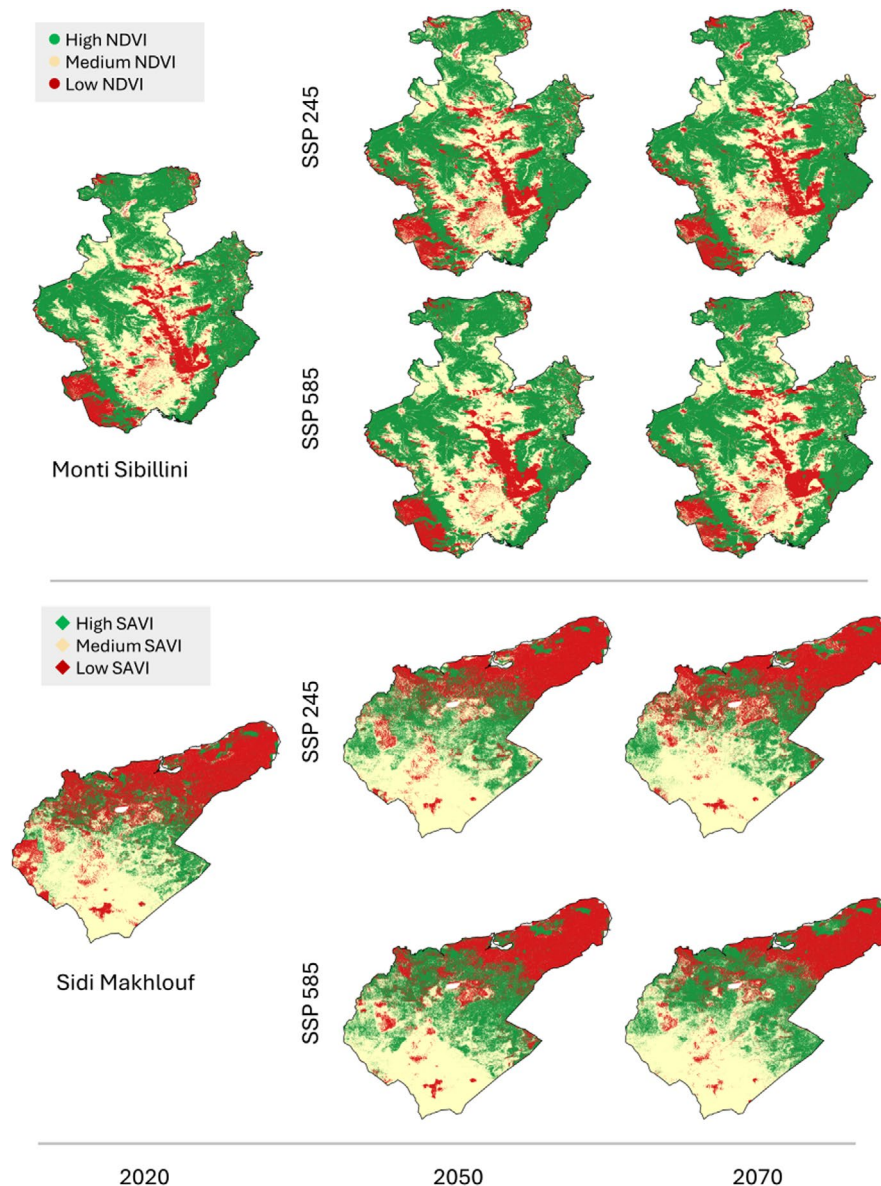 High NDVI
Medium NDVI
Low NDVI
SSP 245
SSP 585
Monti Sibillini
High SAVI
Medium SAVI
Low SAVI
SSP 245
SSP 585
Sidi Makhlouf
2020
2050
2070